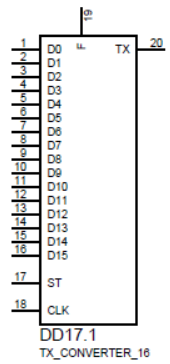 19
F
1 D0 TX 20
2 D1
3 D2
4 D3
5 D4
6 D5
7 D6
8 D7
9 D8
10 D9
11 D10
12 D11
13 D12
14 D13
15 D14
16 D15
17 ST
18 CLK
DD17.1
TX_CONVERTER_16